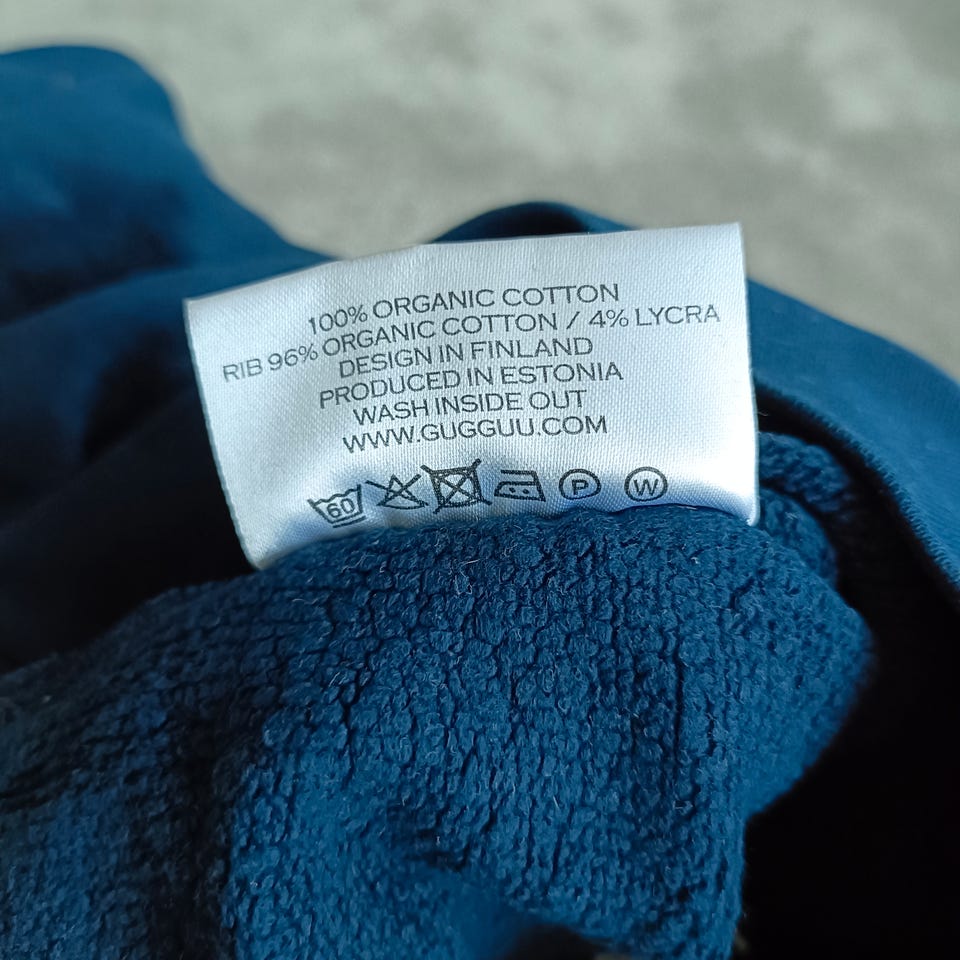 100% ORGANIC COTTON
RIB 96% ORGANIC COTTON / 4% LYCRA
DESIGN IN FINLAND
PRODUCED IN ESTONIA
WASH INSIDE OUT
WWW.GUGGUU.COM
60 P W